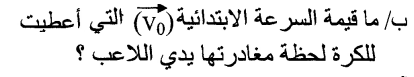 ب/ ما قيمة السرعة الابتدائية (V₀) التي أعطيت
للكرة لحظة مغادرتها يدي اللاعب ؟